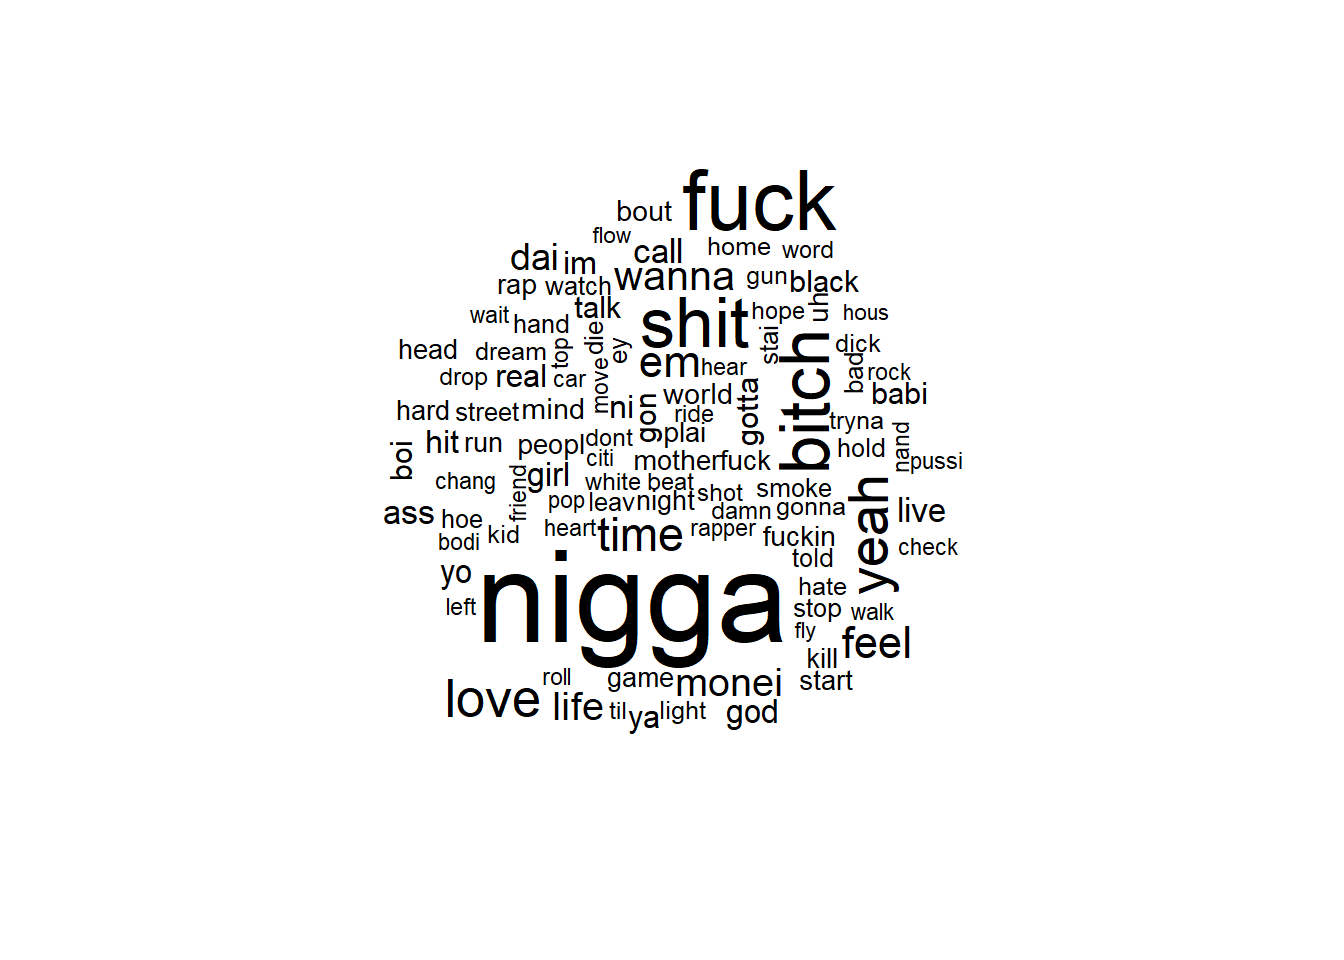 fuck
bout
flow
call
home
word
dai
im
wanna
gun
black
rap
watch
talk
shit
hope
uh
hous
wait
hand
die
ey
stai
dick
head
dream
top
em
hear
bitch
bad
rock
drop
real
car
move
ni
world
gotta
babi
hard
street
mind
gon
ride
plai
tryna
boi
hit
run
peopl
dont
citi
motherfuck
hold
nand
pussi
chang
friend
girl
white
beat
pop
leav
night
shot
smoke
damn
gonna
yeah
live
ass
hoe
bodi
kid
heart
time
rapper
fuckin
told
check
yo
left
nigga
hate
stop
walk
fly
feel
kill
start
love
roll
life
game
monei
til
ya
light
god